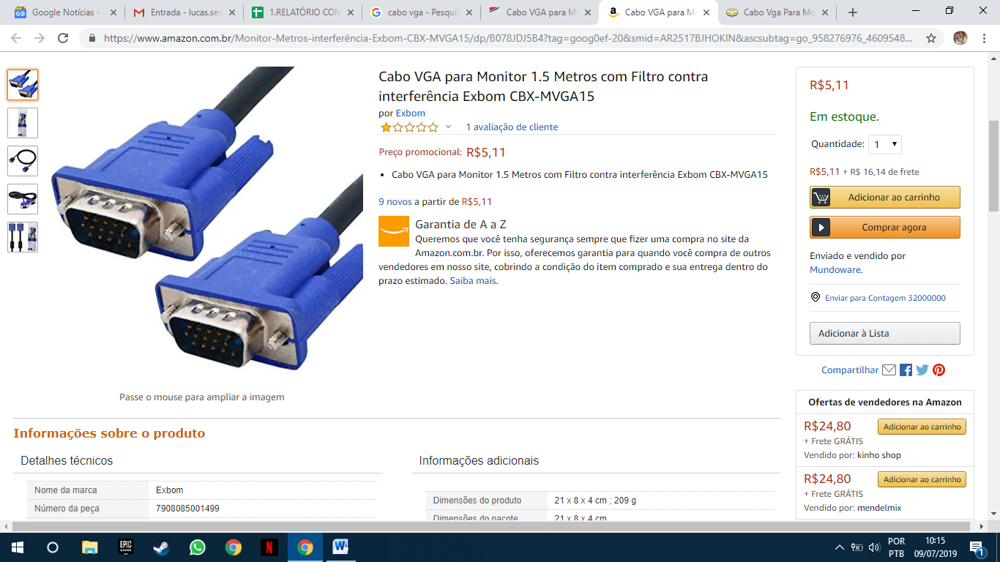 Google Notícias -
Entrada - lucas.sen
1.RELATÓRIO CON
cabo vga - Pesquis
Cabo VGA para Mo
Cabo VGA para Mo
Cabo Vga Para Mo
https://www.amazon.com.br/Monitor-Metros-interferência-Exbom-CBX-MVGA15/dp/B078JDJ5B4?tag=goog0ef-20&smid=AR2517BJHOKIN&ascsubtag=go_958276976_4609548...
Cabo VGA para Monitor 1.5 Metros com Filtro contra
interferência Exbom CBX-MVGA15
por Exbom
1 avaliação de cliente
Preço promocional: R$5,11
• Cabo VGA para Monitor 1.5 Metros com Filtro contra interferência Exbom CBX-MVGA15
9 novos a partir de R$5,11
Garantia de A a Z
Queremos que você tenha segurança sempre que fizer uma compra no site da
Amazon.com.br. Por isso, oferecemos garantia para quando você compra de outros
vendedores em nosso site, cobrindo a condição do item comprado e sua entrega dentro do
prazo estimado. Saiba mais.
Passe o mouse para ampliar a imagem
R$5,11
Em estoque.
Quantidade: 1
R$5,11 + R$ 16,14 de frete
Adicionar ao carrinho
Comprar agora
Enviado e vendido por
Mundoware.
Enviar para Contagem 32000000
Adicionar à Lista
Compartilhar
Ofertas de vendedores na Amazon
R$24,80
Adicionar ao carrinho
+ Frete GRÁTIS
Vendido por: kinho shop
R$24,80
Adicionar ao carrinho
+ Frete GRÁTIS
Vendido por: mendelmix
Informações sobre o produto
Detalhes técnicos
Nome da marca Exbom
Número da peça 7908085001499
Informações adicionais
Dimensões do produto 21 x 8 x 4 cm ; 209 g
Dimensões do pacote 21 x 8 x 4 cm
EPIC
GAMES
POR
PTB
10:15
09/07/2019
1